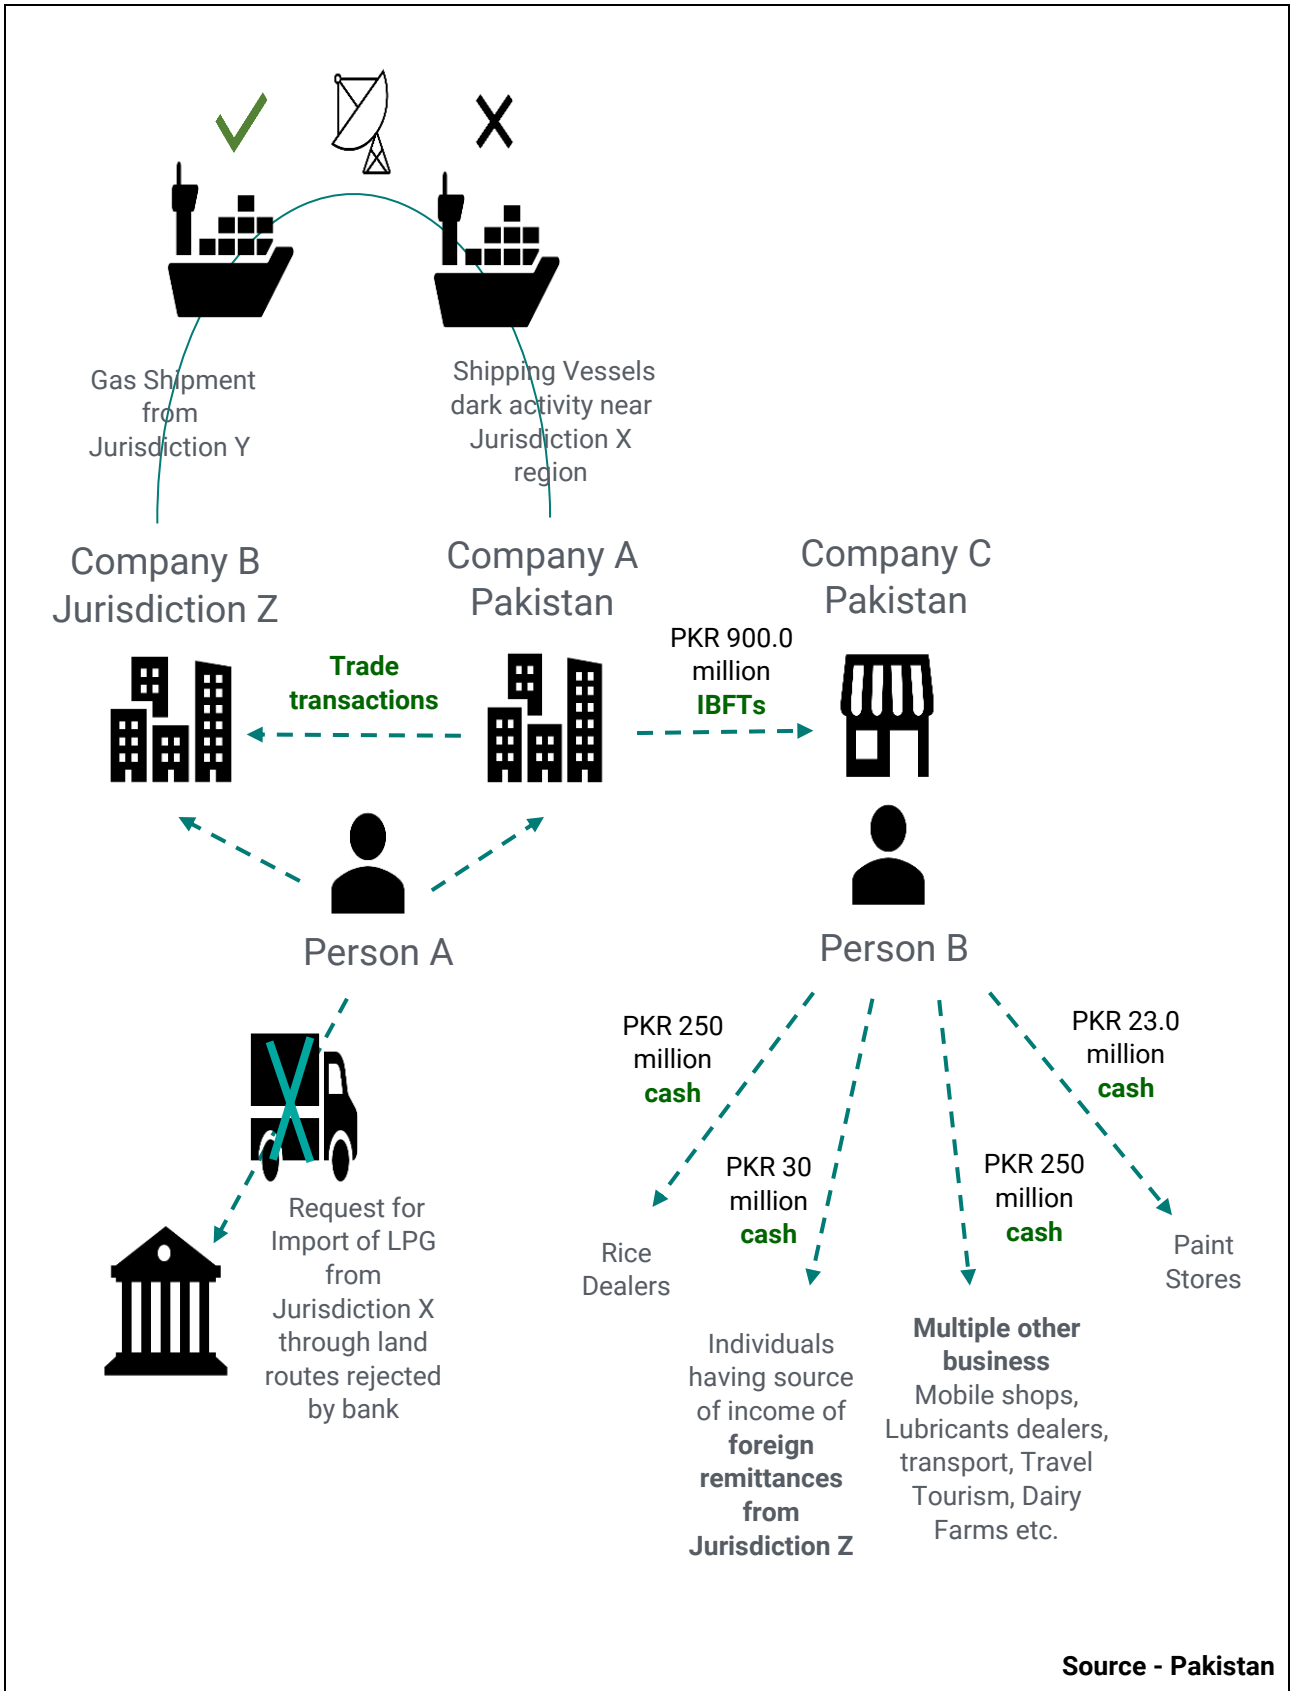 Gas Shipment
from
Jurisdiction Y
Shipping Vessels
dark activity near
Jurisdiction X
region
Company B
Jurisdiction Z
Company A
Pakistan
Company C
Pakistan
Trade
transactions
PKR 900.0
million
IBFTs
Person A
Person B
PKR 250
million
cash
PKR 30
million
cash
PKR 250
million
cash
PKR 23.0
million
cash
Request for
Import of LPG
from
Jurisdiction X
through land
routes rejected
by bank
Rice
Dealers
Individuals
having source
of income of
foreign
remittances
from
Jurisdiction Z
Multiple other
business
Mobile shops,
Lubricants dealers,
transport, Travel
Tourism, Dairy
Farms etc.
Paint
Stores
Source - Pakistan